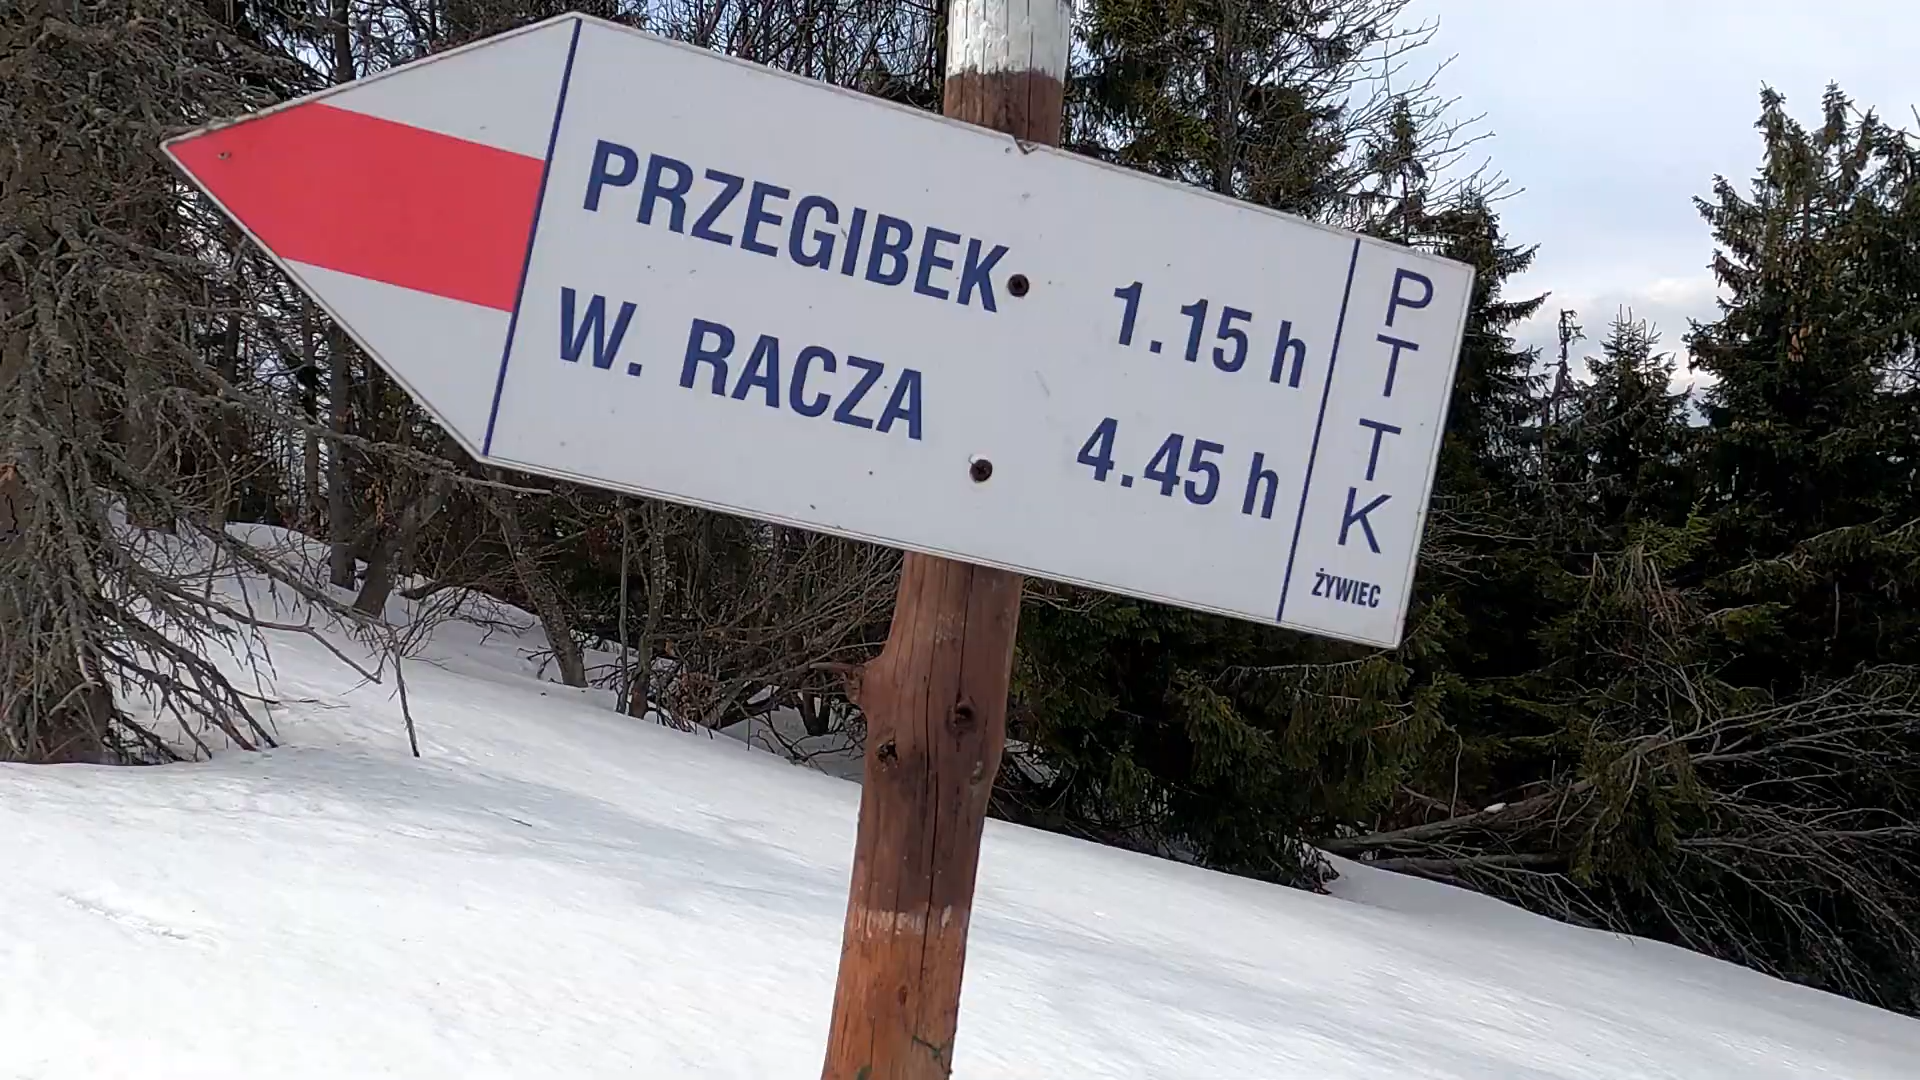 PRZEGIBEK 1.15 h
W. RACZA 4.45 h
PTTK
ŻYWIEC